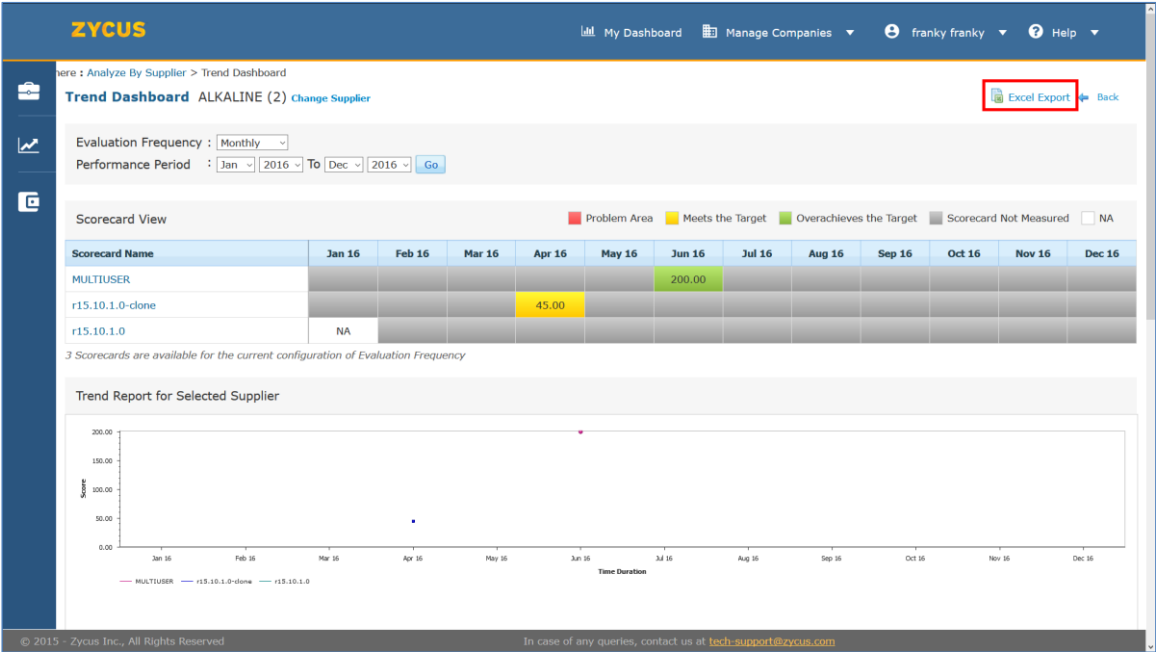 ZYCUS
My Dashboard Manage Companies franky franky Help
here : Analyze By Supplier > Trend Dashboard
Trend Dashboard ALKALINE (2) Change Supplier
Excel Export Back
Evaluation Frequency : Monthly
Performance Period : Jan 2016 To Dec 2016 Go
Scorecard View
Problem Area Meets the Target Overachieves the Target Scorecard Not Measured NA
Scorecard Name Jan 16 Feb 16 Mar 16 Apr 16 May 16 Jun 16 Jul 16 Aug 16 Sep 16 Oct 16 Nov 16 Dec 16
MULTIUSER 200.00
r15.10.1.0-clone 45.00
r15.10.1.0 NA
3 Scorecards are available for the current configuration of Evaluation Frequency
Trend Report for Selected Supplier
200.00
150.00
100.00
50.00
0.00
Score
Jan 16 Feb 16 Mar 16 Apr 16 May 16 Jun 16 Jul 16 Aug 16 Sep 16 Oct 16 Nov 16 Dec 16
Time Duration
MULTIUSER r15.10.1.0-clone r15.10.1.0
© 2015 - Zycus Inc., All Rights Reserved In case of any queries, contact us at tech-support@zycus.com